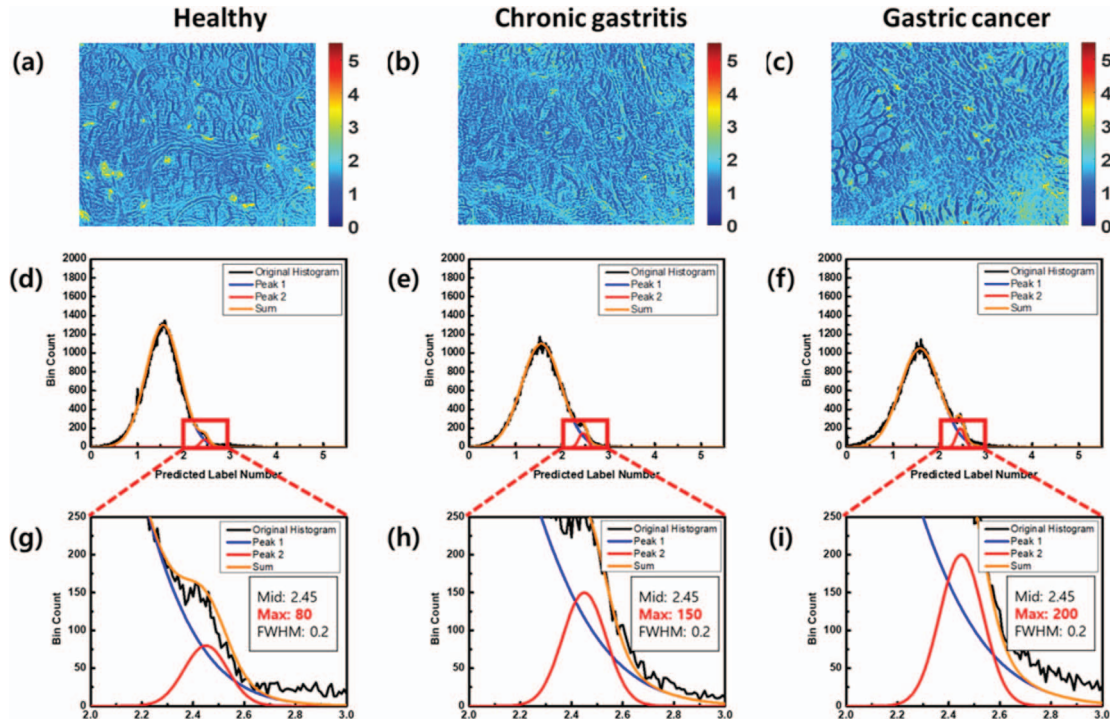 Healthy
Chronic gastritis
Gastric cancer
(a)
5
4
3
2
1
0
(b)
5
4
3
2
1
0
(c)
5
4
3
2
1
0
(d)
2000
1800
1600
1400
1200
1000
800
600
400
200
0
Bin Count
Original Histogram
Peak 1
Peak 2
Sum
0 1 2 3 4 5
Predicted Label Number
(e)
2000
1800
1600
1400
1200
1000
800
600
400
200
0
Bin Count
Original Histogram
Peak 1
Peak 2
Sum
0 1 2 3 4 5
Predicted Label Number
(f)
2000
1800
1600
1400
1200
1000
800
600
400
200
0
Bin Count
Original Histogram
Peak 1
Peak 2
Sum
0 1 2 3 4 5
Predicted Label Number
(g)
250
200
150
100
50
0
Bin Count
Original Histogram
Peak 1
Peak 2
Sum
Mid: 2.45
Max: 80
FWHM: 0.2
2.0 2.2 2.4 2.6 2.8 3.0
(h)
250
200
150
100
50
0
Bin Count
Original Histogram
Peak 1
Peak 2
Sum
Mid: 2.45
Max: 150
FWHM: 0.2
2.0 2.2 2.4 2.6 2.8 3.0
(i)
250
200
150
100
50
0
Bin Count
Original Histogram
Peak 1
Peak 2
Sum
Mid: 2.45
Max: 200
FWHM: 0.2
2.0 2.2 2.4 2.6 2.8 3.0